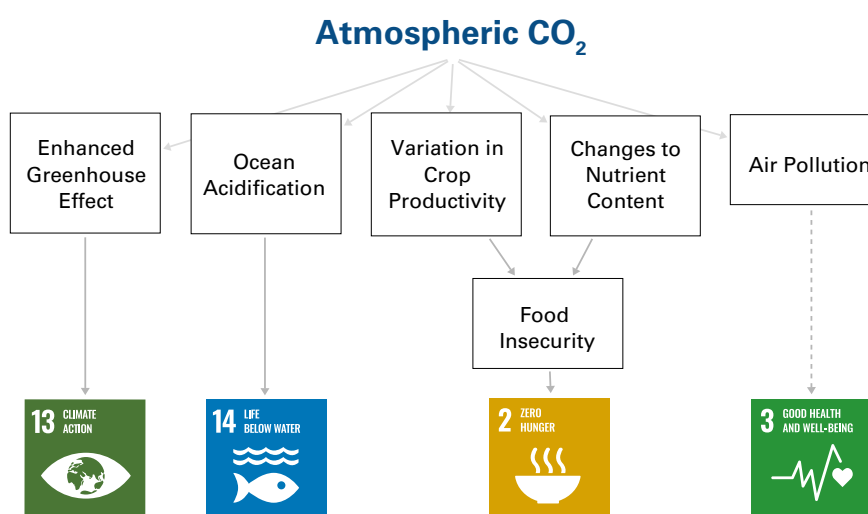 Atmospheric CO₂
Enhanced
Greenhouse
Effect
Ocean
Acidification
Variation in
Crop
Productivity
Changes to
Nutrient
Content
Air Pollution
Food
Insecurity
13 CLIMATE
ACTION
14 LIFE
BELOW WATER
2 ZERO
HUNGER
3 GOOD HEALTH
AND WELL-BEING